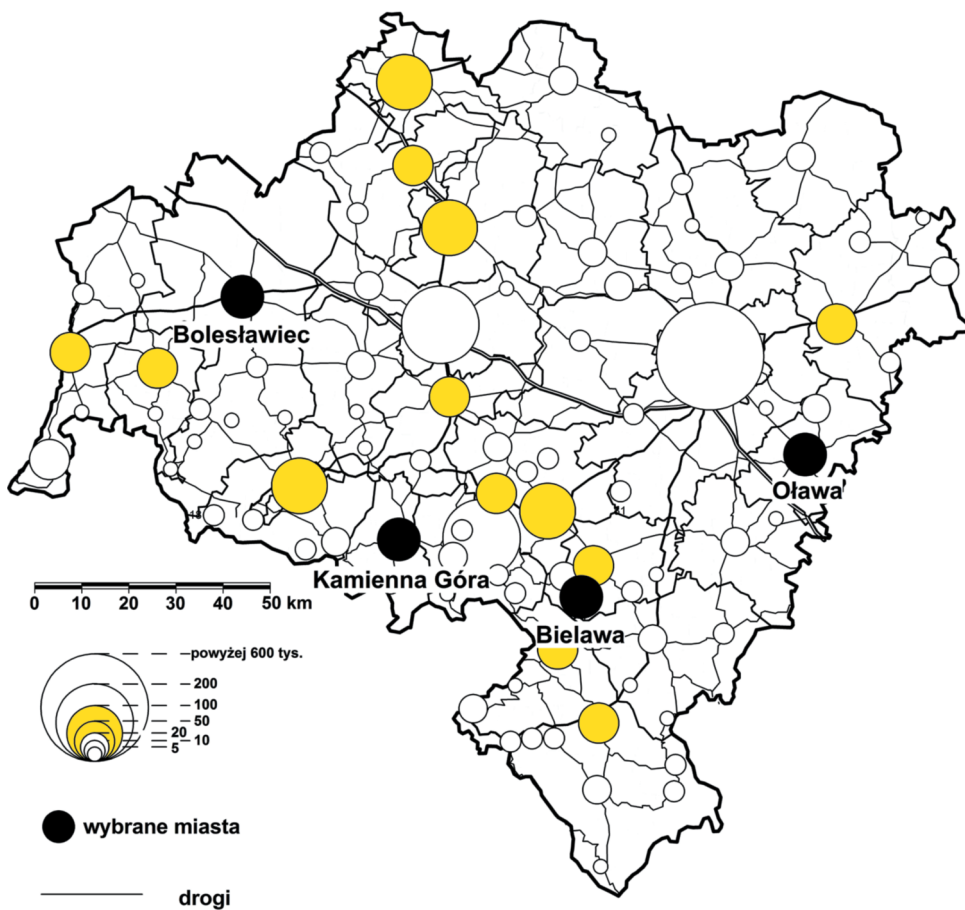 Bolesławiec
Oława
Kamienna Góra
Bielawa
0 10 20 30 40 50 km
powyżej 600 tys.
200
100
50
20
10
5
wybrane miasta
drogi